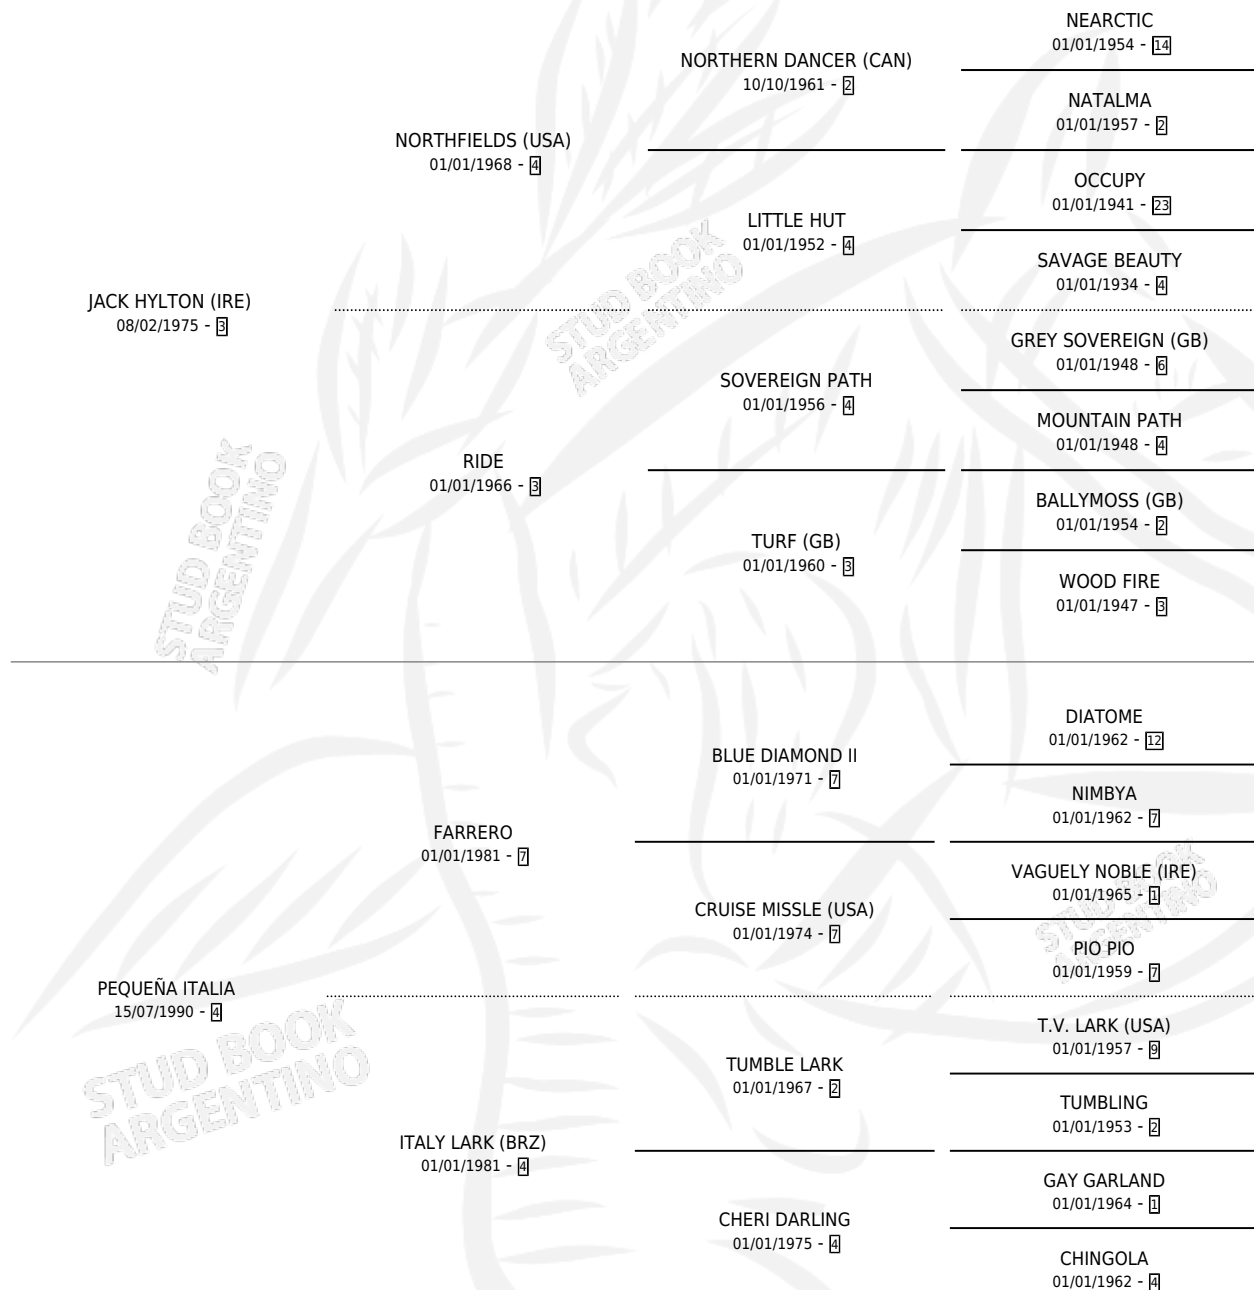 NEARCTIC
01/01/1954 - 14
NORTHERN DANCER (CAN)
10/10/1961 - 2
NATALMA
01/01/1957 - 2
NORTHFIELDS (USA)
01/01/1968 - 4
OCCUPY
01/01/1941 - 23
LITTLE HUT
01/01/1952 - 4
SAVAGE BEAUTY
01/01/1934 - 4
JACK HYLTON (IRE)
08/02/1975 - 3
STUD BOOK
ARGENTINO
GREY SOVEREIGN (GB)
01/01/1948 - 6
SOVEREIGN PATH
01/01/1956 - 4
MOUNTAIN PATH
01/01/1948 - 4
RIDE
01/01/1966 - 3
BALLYMOSS (GB)
01/01/1954 - 2
TURF (GB)
01/01/1960 - 3
WOOD FIRE
01/01/1947 - 3
STUD BOOK
ARGENTINO
DIATOME
01/01/1962 - 12
BLUE DIAMOND II
01/01/1971 - 7
NIMBYA
01/01/1962 - 7
FARRERO
01/01/1981 - 7
VAGUELY NOBLE (IRE)
01/01/1965 - 1
CRUISE MISSLE (USA)
01/01/1974 - 7
STUD BOOK
ARGENTINO
PIO PIO
01/01/1959 - 7
PEQUEÑA ITALIA
15/07/1990 - 4
STUD BOOK
ARGENTINO
T.V. LARK (USA)
01/01/1957 - 9
TUMBLE LARK
01/01/1967 - 2
TUMBLING
01/01/1953 - 2
ITALY LARK (BRZ)
01/01/1981 - 4
GAY GARLAND
01/01/1964 - 1
CHERI DARLING
01/01/1975 - 4
CHINGOLA
01/01/1962 - 4